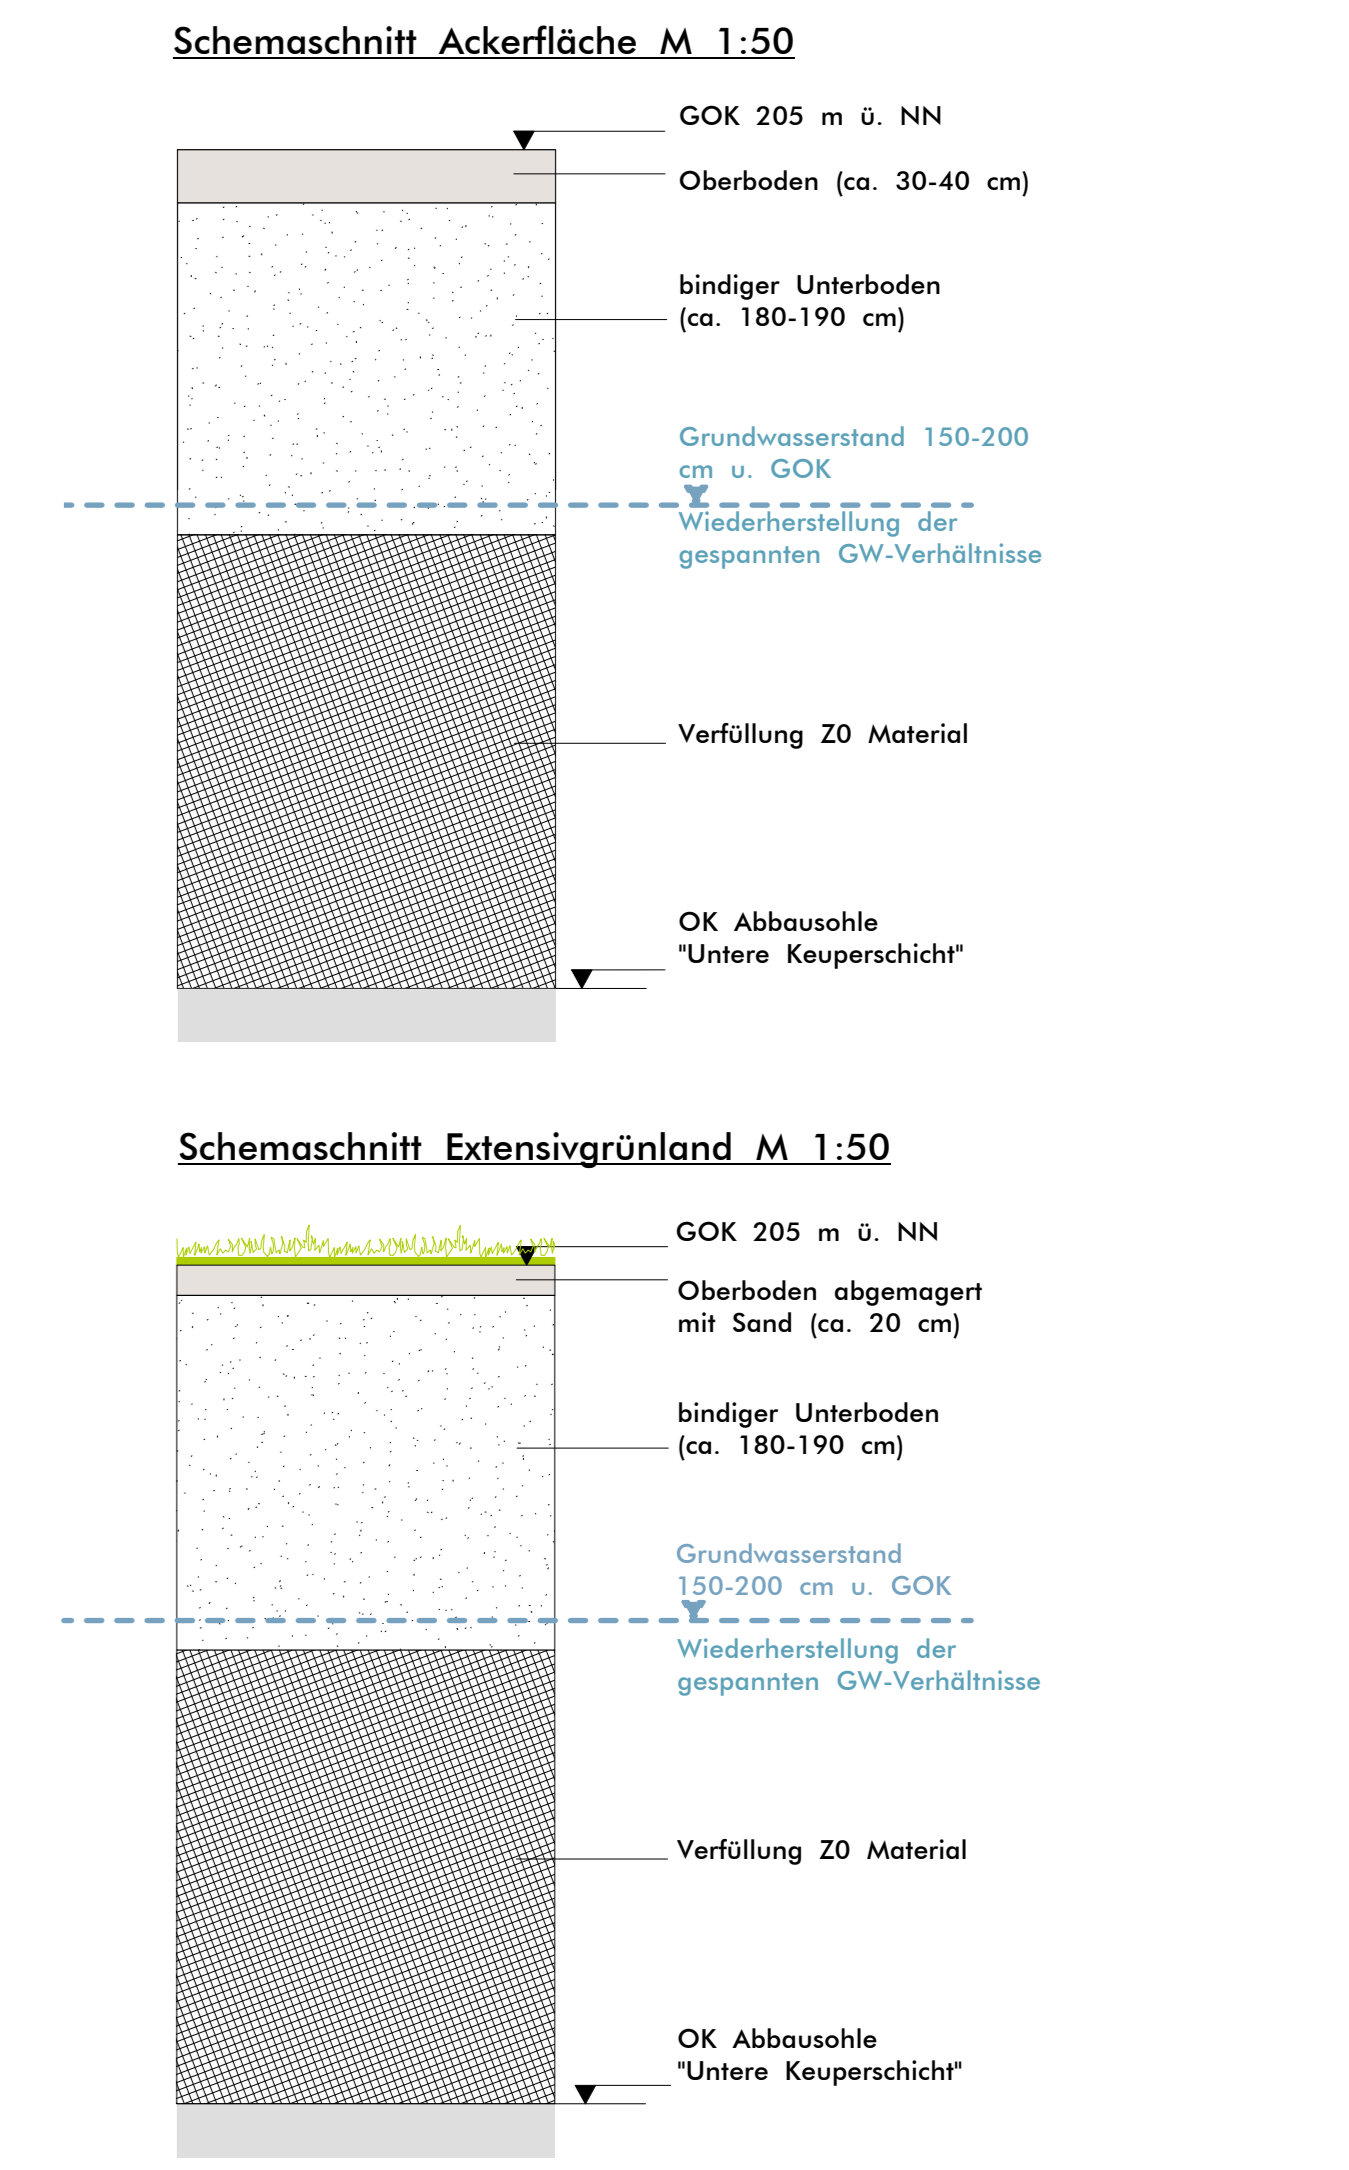 Schemaschnitt Ackerfläche M 1:50
GOK 205 m ü. NN
Oberboden (ca. 30-40 cm)
bindiger Unterboden
(ca. 180-190 cm)
Grundwasserstand 150-200
cm u. GOK
Wiederherstellung der
gespannten GW-Verhältnisse
Verfüllung Z0 Material
OK Abbausohle
"Untere Keuperschicht"
Schemaschnitt Extensivgrünland M 1:50
GOK 205 m ü. NN
Oberboden abgemagert
mit Sand (ca. 20 cm)
bindiger Unterboden
(ca. 180-190 cm)
Grundwasserstand
150-200 cm u. GOK
Wiederherstellung der
gespannten GW-Verhältnisse
Verfüllung Z0 Material
OK Abbausohle
"Untere Keuperschicht"